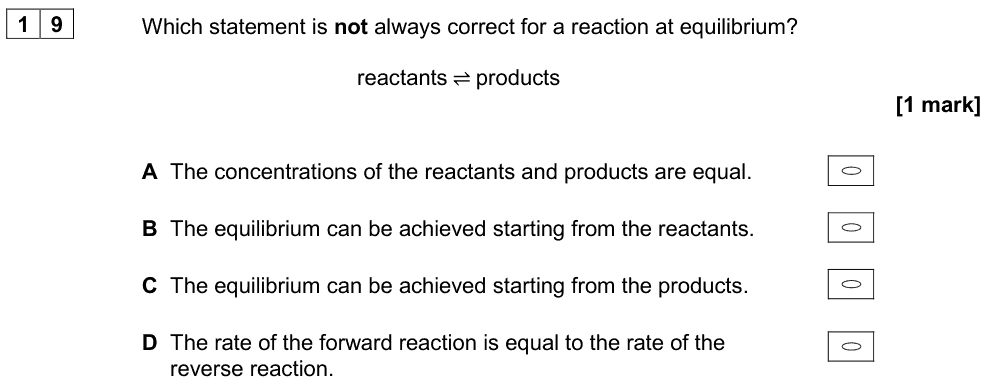 1 9 Which statement is not always correct for a reaction at equilibrium?
reactants ⇌ products
[1 mark]
A The concentrations of the reactants and products are equal.
B The equilibrium can be achieved starting from the reactants.
C The equilibrium can be achieved starting from the products.
D The rate of the forward reaction is equal to the rate of the
reverse reaction.